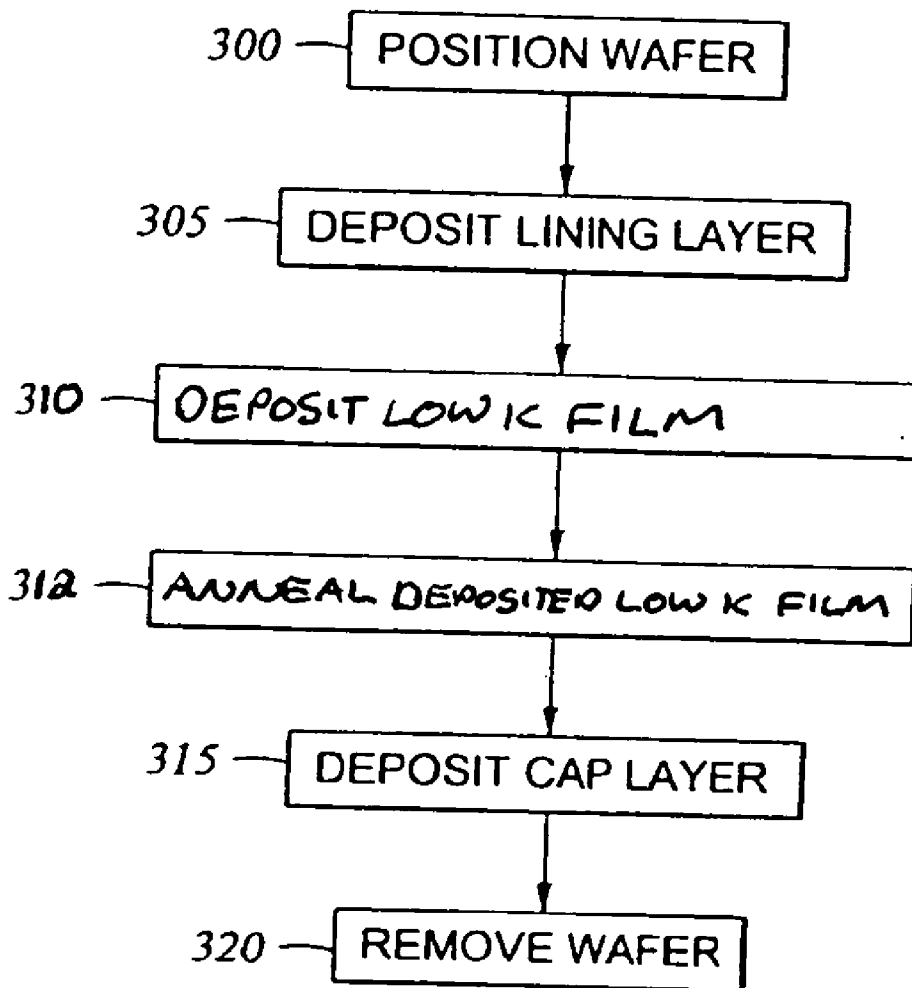 300 POSITION WAFER
305 DEPOSIT LINING LAYER
310 DEPOSIT LOW K FILM
312 ANNEAL DEPOSITED LOW K FILM
315 DEPOSIT CAP LAYER
320 REMOVE WAFER